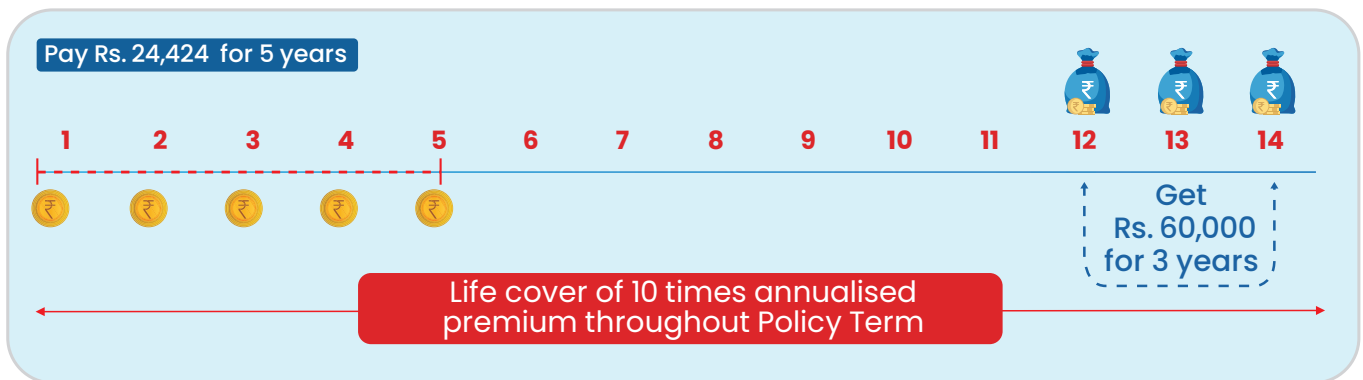 Pay Rs. 24,424 for 5 years
₹ ₹ ₹
1 2 3 4 5 6 7 8 9 10 11 12 13 14
₹ ₹ ₹ ₹ ₹
Get
Rs. 60,000
for 3 years
Life cover of 10 times annualised
premium throughout Policy Term